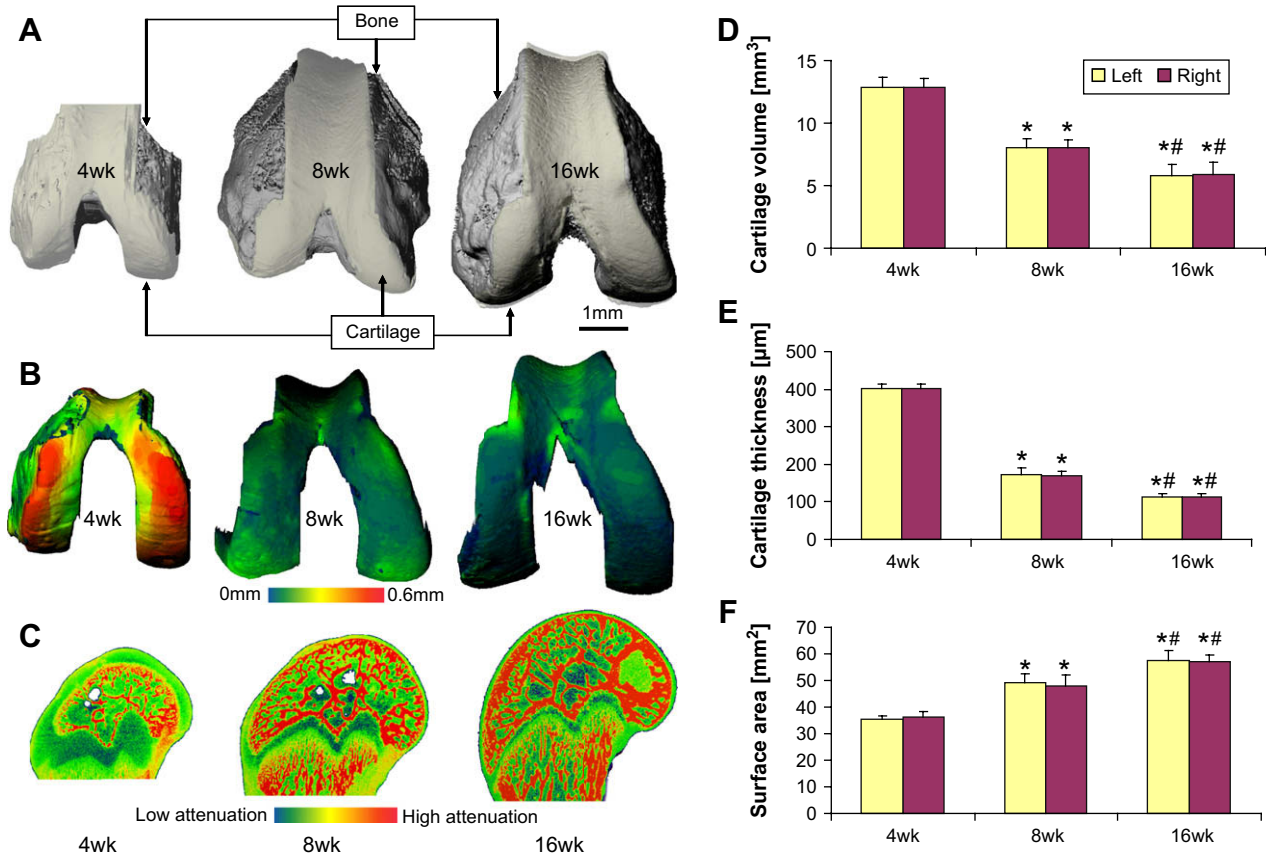 A
Bone
4wk
8wk
16wk
Cartilage
1mm
B
4wk
8wk
16wk
0mm
0.6mm
C
Low attenuation
High attenuation
4wk
8wk
16wk
D
Cartilage volume [mm³]
15
10
5
0
Left
Right
* *
*# *#
4wk
8wk
16wk
E
Cartilage thickness [µm]
500
400
300
200
100
0
* *
*# *#
4wk
8wk
16wk
F
Surface area [mm²]
70
60
50
40
30
20
10
0
* *
*# *#
4wk
8wk
16wk